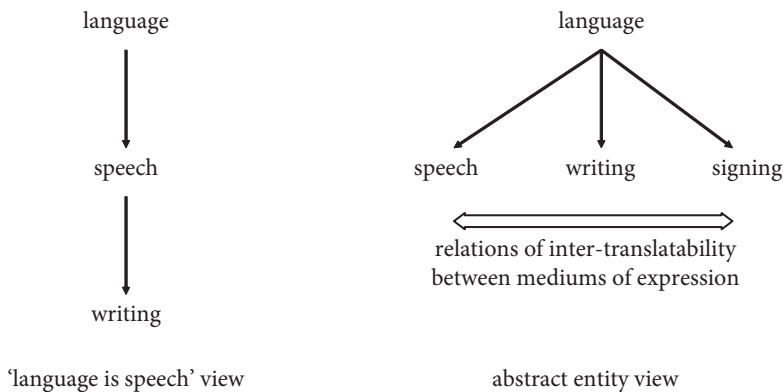 language
speech
writing
'language is speech' view
language
speech writing signing
relations of inter-translatability
between mediums of expression
abstract entity view